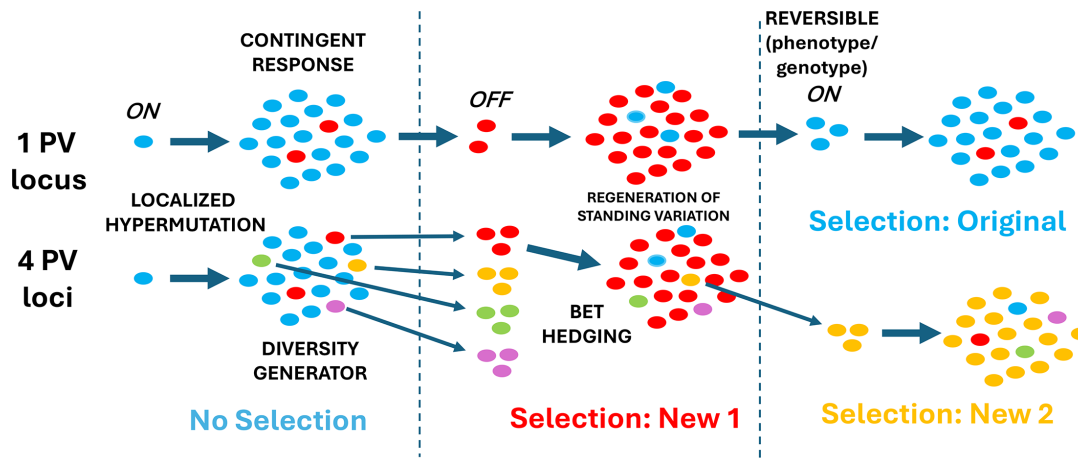 CONTINGENT
RESPONSE
REVERSIBLE
(phenotype/
genotype)
ON
OFF
ON
1 PV
locus
LOCALIZED
HYPERMUTATION
REGENERATION OF
STANDING VARIATION
Selection: Original
4 PV
loci
BET
HEDGING
DIVERSITY
GENERATOR
No Selection
Selection: New 1
Selection: New 2